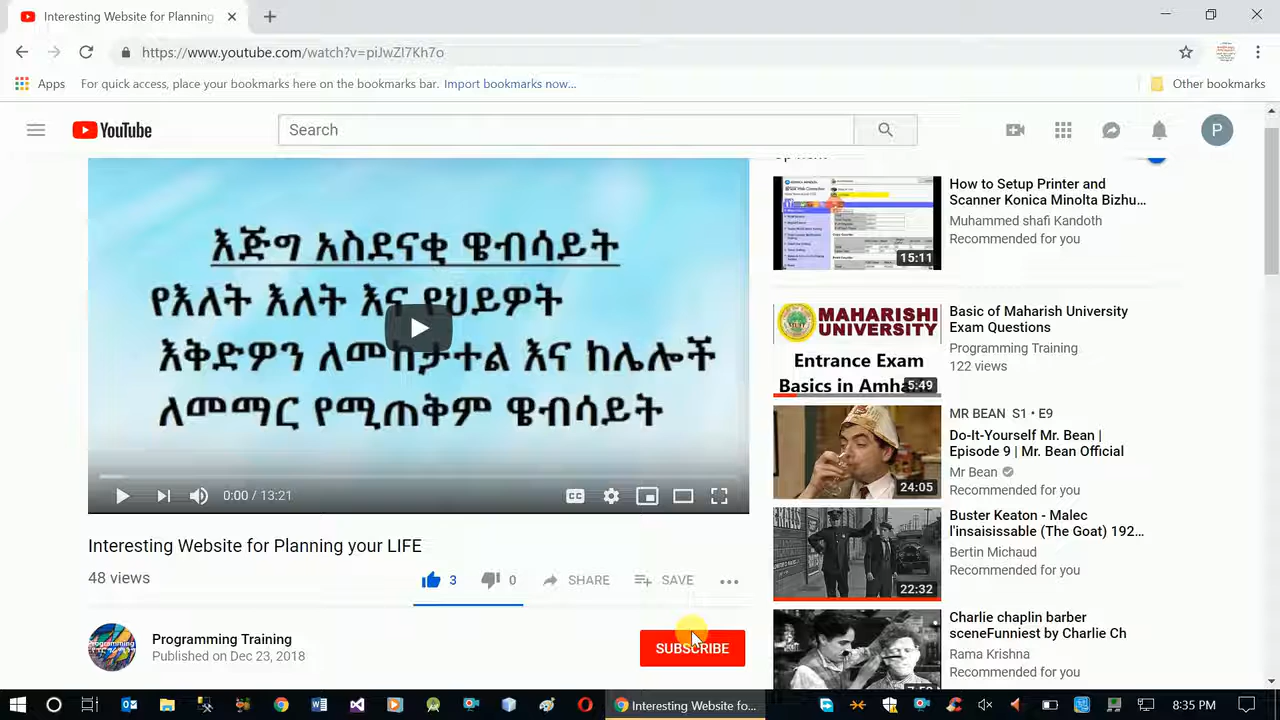 Interesting Website for Planning
https://www.youtube.com/watch?v=piJwZl7Kh7o
Apps For quick access, place your bookmarks here on the bookmarks bar. Import bookmarks now... Other bookmarks
YouTube
Search
P
እጅግ አስደናቂ ዌብሳይት
የእለት እለት እና የህይዎት
እቅድዎን ለመከታተል እና ከሌሎች
ለመማር የሚጠቅም ዌብሳይት
0:00 / 13:21
CC
Interesting Website for Planning your LIFE
48 views
3 0 SHARE SAVE
Programming Training
Published on Dec 23, 2018
SUBSCRIBE
How to Setup Printer and
Scanner Konica Minolta Bizhu...
Muhammed shafi Kandoth
Recommended for you
15:11
MAHARISHI
UNIVERSITY
Entrance Exam
Basics in
5:49
Basic of Maharish University
Exam Questions
Programming Training
122 views
MR BEAN S1 • E9
Do-It-Yourself Mr. Bean |
Episode 9 | Mr. Bean Official
Mr Bean
Recommended for you
24:05
Buster Keaton - Malec
l'insaisissable (The Goat) 192...
Bertin Michaud
Recommended for you
22:32
Charlie chaplin barber
sceneFunniest by Charlie Ch
Rama Krishna
Recommended for you
Interesting Website fo...
8:33 PM